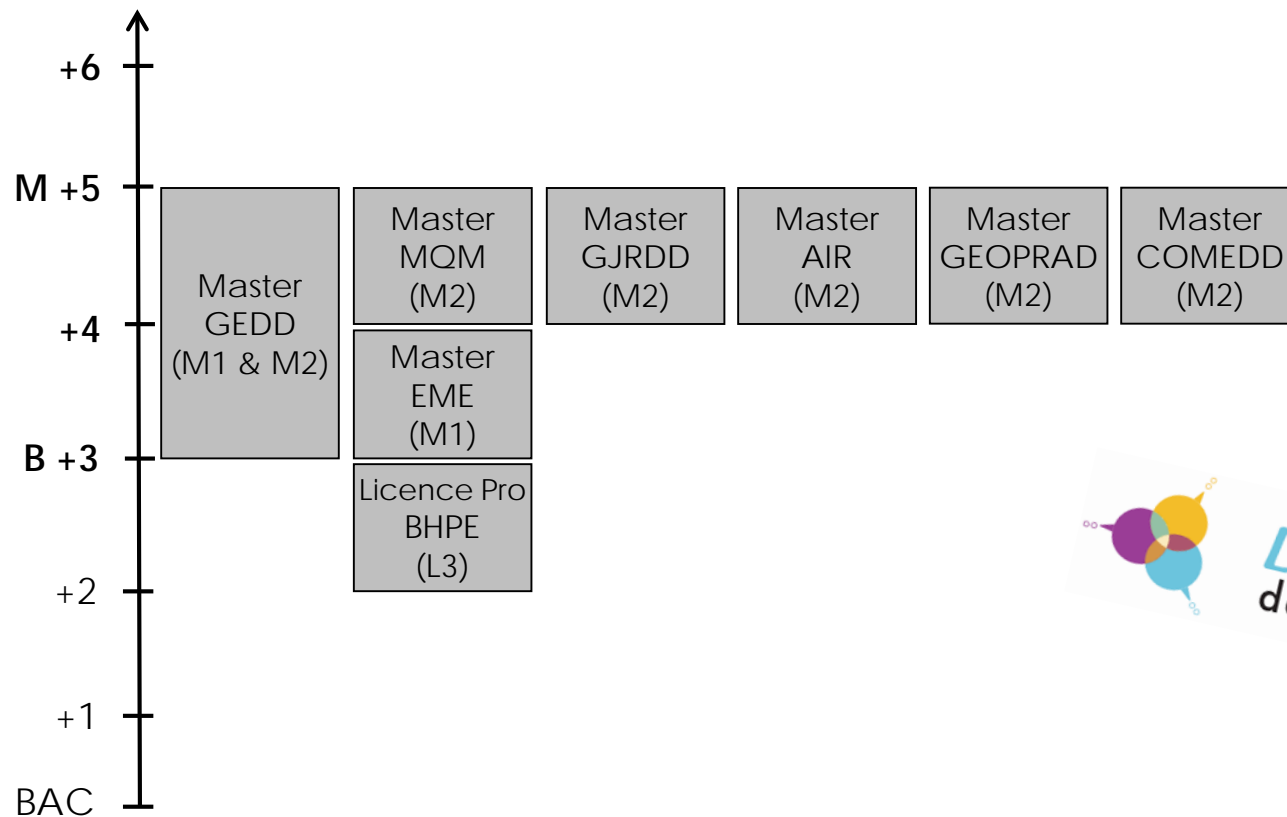 +6
M +5
+4
B +3
+2
+1
BAC
Master
GEDD
(M1 & M2)
Master
MQM
(M2)
Master
EME
(M1)
Licence Pro
BHPE
(L3)
Master
GJRDD
(M2)
Master
AIR
(M2)
Master
GEOPRAD
(M2)
Master
COMEDD
(M2)